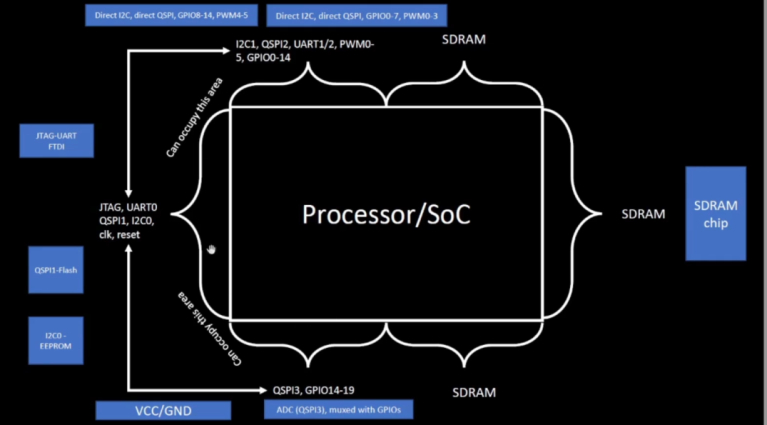 Direct I2C, direct QSPI, GPIO8-14, PWM4-5
Direct I2C, direct QSPI, GPIO0-7, PWM0-3
I2C1, QSPI2, UART1/2, PWM0-
5, GPIO0-14
SDRAM
Can occupy this area
JTAG-UART
FTDI
JTAG, UART0
QSPI1, I2C0,
clk, reset
Processor/SoC
SDRAM
SDRAM
chip
QSPI1-Flash
I2C0 -
EEPROM
Can occupy this area
QSPI3, GPIO14-19
SDRAM
VCC/GND
ADC (QSPI3), muxed with GPIOs